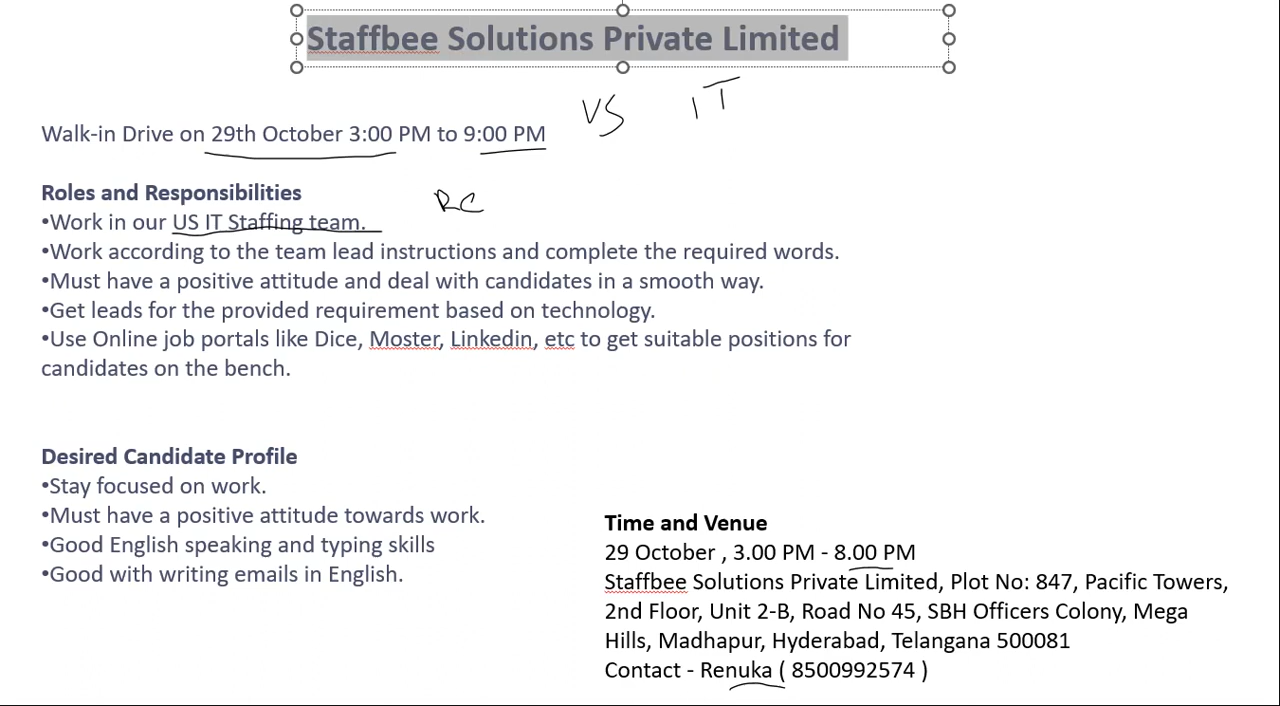 Staffbee Solutions Private Limited
VS IT
Walk-in Drive on 29th October 3:00 PM to 9:00 PM
Roles and Responsibilities
RC
•Work in our US IT Staffing team.
•Work according to the team lead instructions and complete the required words.
•Must have a positive attitude and deal with candidates in a smooth way.
•Get leads for the provided requirement based on technology.
•Use Online job portals like Dice, Moster, Linkedin, etc to get suitable positions for
candidates on the bench.
Desired Candidate Profile
•Stay focused on work.
•Must have a positive attitude towards work.
•Good English speaking and typing skills
•Good with writing emails in English.
Time and Venue
29 October , 3.00 PM - 8.00 PM
Staffbee Solutions Private Limited, Plot No: 847, Pacific Towers,
2nd Floor, Unit 2-B, Road No 45, SBH Officers Colony, Mega
Hills, Madhapur, Hyderabad, Telangana 500081
Contact - Renuka ( 8500992574 )